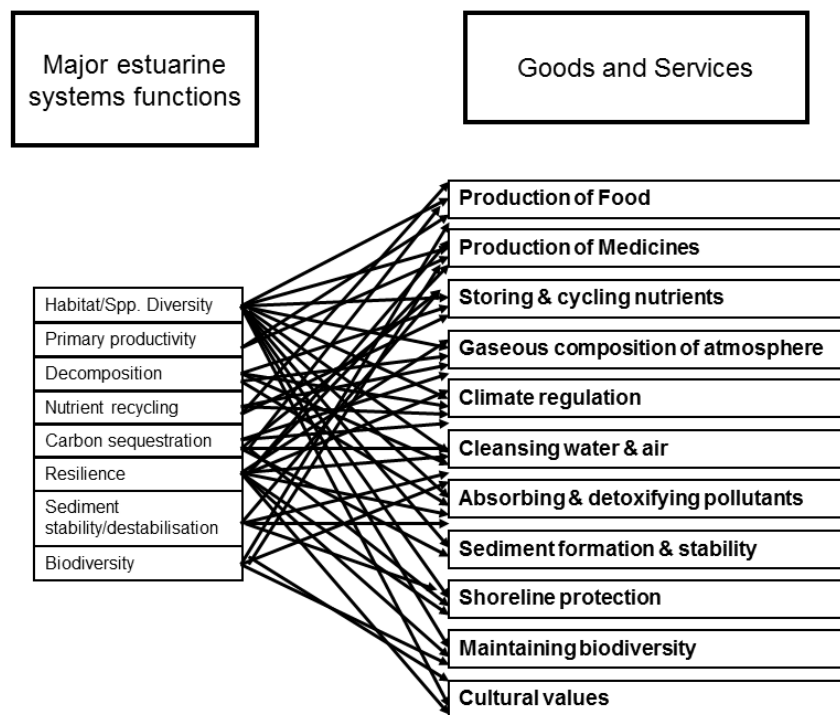 Major estuarine
systems functions
Goods and Services
Habitat/Spp. Diversity
Primary productivity
Decomposition
Nutrient recycling
Carbon sequestration
Resilience
Sediment
stability/destabilisation
Biodiversity
Production of Food
Production of Medicines
Storing & cycling nutrients
Gaseous composition of atmosphere
Climate regulation
Cleansing water & air
Absorbing & detoxifying pollutants
Sediment formation & stability
Shoreline protection
Maintaining biodiversity
Cultural values